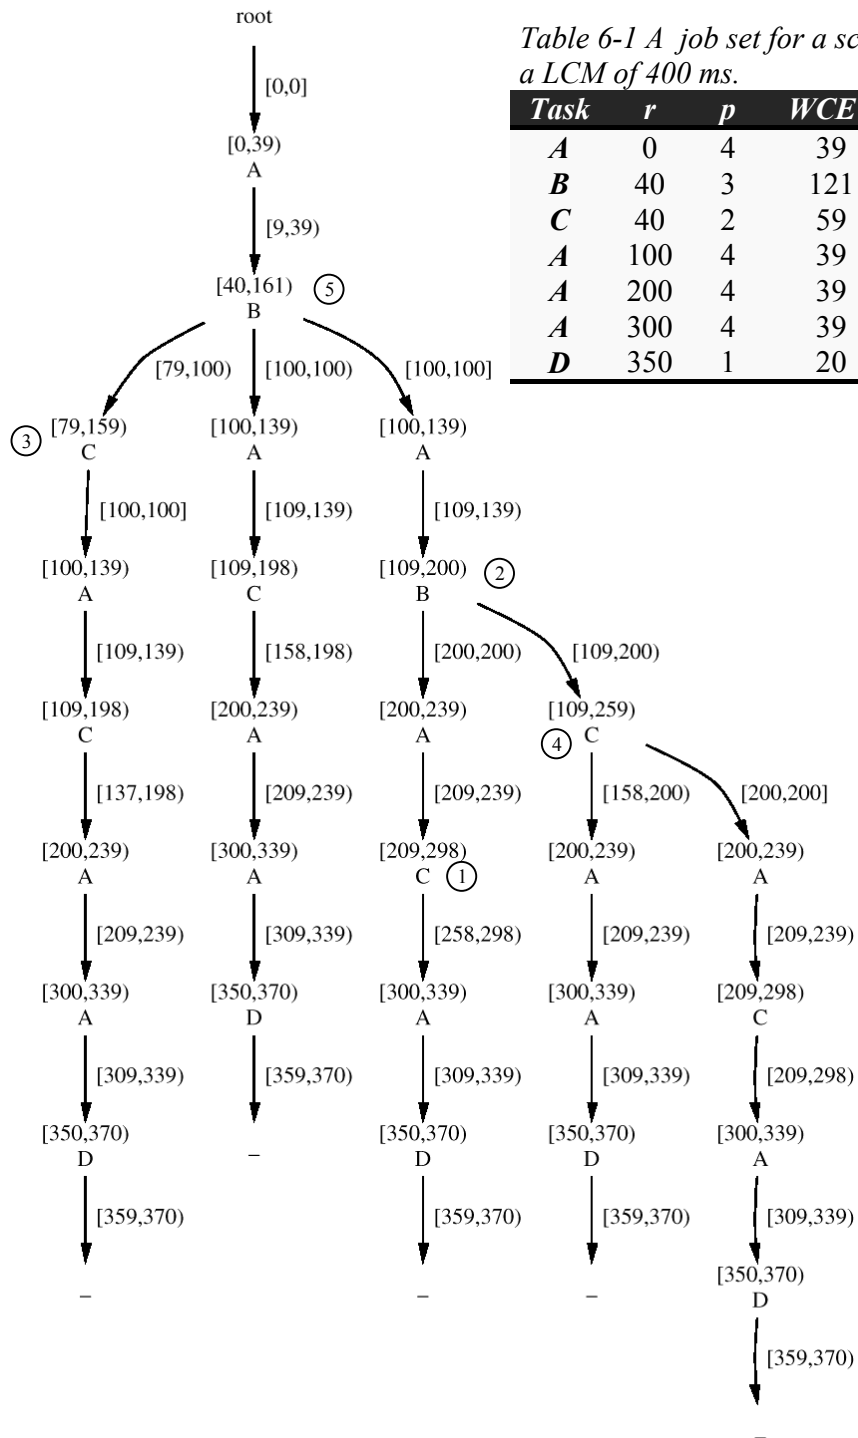 root
Table 6-1 A job set for a sc
a LCM of 400 ms.
Task r p WCE
A 0 4 39
B 40 3 121
C 40 2 59
A 100 4 39
A 200 4 39
A 300 4 39
D 350 1 20
[0,0]
[0,39)
A
[9,39)
[40,161) 5
B
[79,100) [100,100) [100,100]
3 [79,159) [100,139) [100,139)
C A A
[100,100] [109,139) [109,139)
[100,139) [109,198) [109,200) 2
A C B
[109,139) [158,198) [200,200) [109,200)
[109,198) [200,239) [200,239) [109,259)
C A A 4 C
[137,198) [209,239) [209,239) [158,200) [200,200]
[200,239) [300,339) [209,298) [200,239) [200,239)
A A C 1 A A
[209,239) [309,339) [258,298) [209,239) [209,239)
[300,339) [350,370) [300,339) [300,339) [209,298)
A D A A C
[309,339) [359,370) [309,339) [309,339) [209,298)
[350,370) – [350,370) [350,370) [300,339)
D D D A
[359,370) [359,370) [359,370) [309,339)
– – – [350,370)
D
[359,370)
–